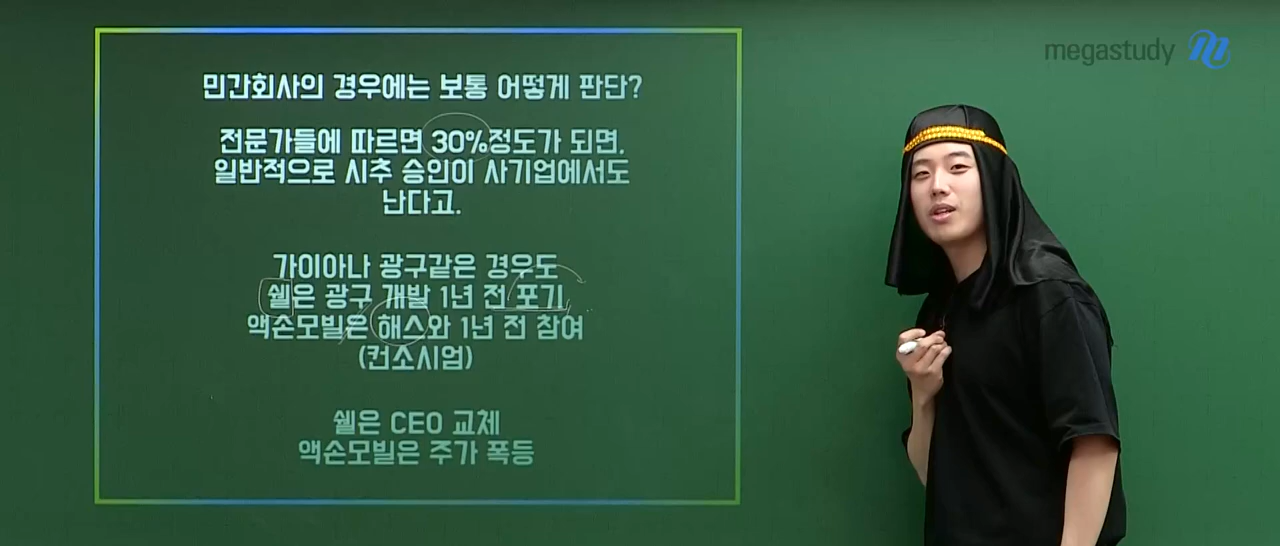 megastudy
민간회사의 경우에는 보통 어떻게 판단?
전문가들에 따르면 30%정도가 되면,
일반적으로 시추 승인이 사기업에서도
난다고.
가이아나 광구같은 경우도
쉘은 광구 개발 1년 전 포기
액손모빌은 해스와 1년 전 참여
(컨소시엄)
쉘은 CEO 교체
액손모빌은 주가 폭등